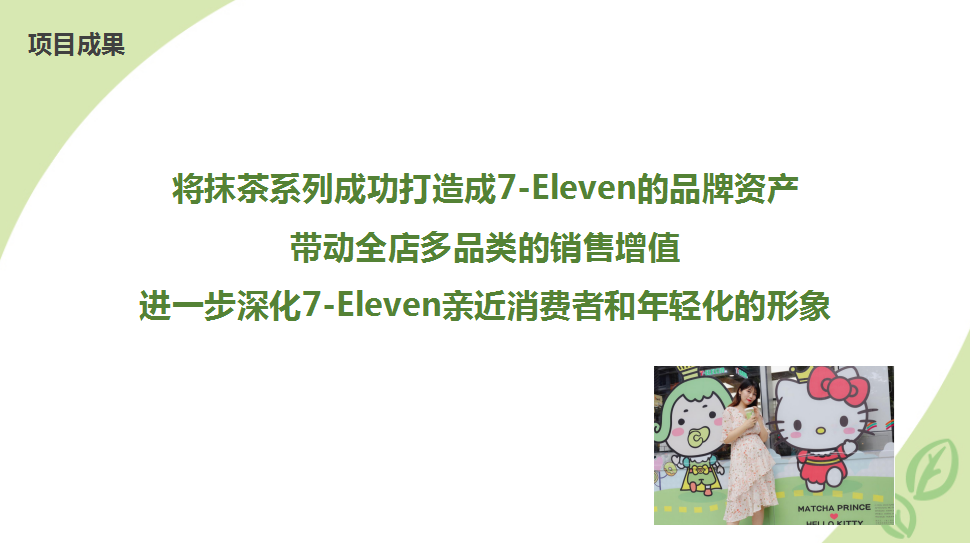 项目成果
将抹茶系列成功打造成7-Eleven的品牌资产
带动全店多品类的销售增值
进一步深化7-Eleven亲近消费者和年轻化的形象
MATCHA PRINCE
HELLO KITTY